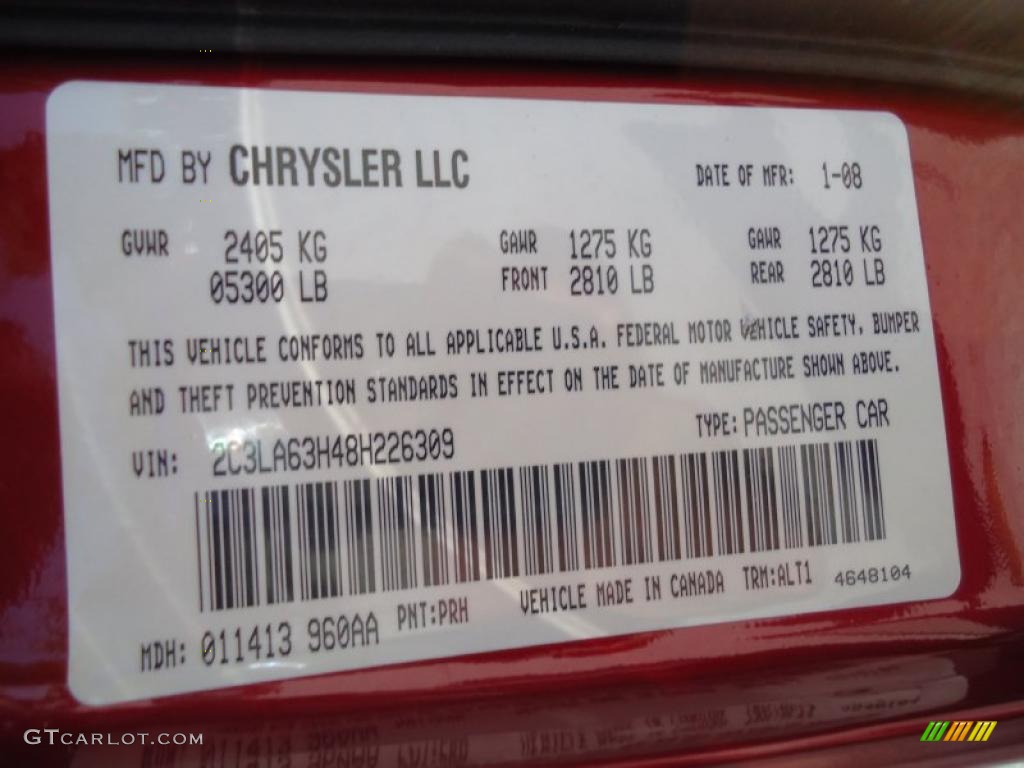 MFD BY CHRYSLER LLC DATE OF MFR: 1-08
GVWR 2405 KG GAWR 1275 KG GAWR 1275 KG
05300 LB FRONT 2810 LB REAR 2810 LB
THIS VEHICLE CONFORMS TO ALL APPLICABLE U.S.A. FEDERAL MOTOR VEHICLE SAFETY, BUMPER
AND THEFT PREVENTION STANDARDS IN EFFECT ON THE DATE OF MANUFACTURE SHOWN ABOVE.
VIN: 2C3LA63H48H226309 TYPE: PASSENGER CAR
MDH: 011413 960AA PNT:PRH VEHICLE MADE IN CANADA TRM:ALT1 4648104
GTCARLOT.COM